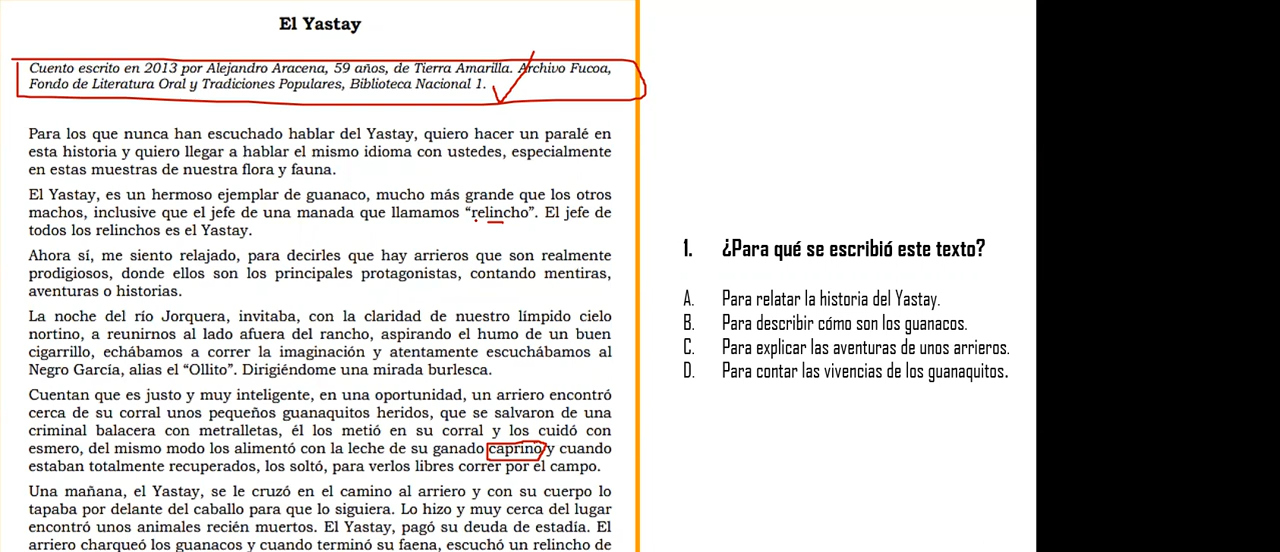 El Yastay
Cuento escrito en 2013 por Alejandro Aracena, 59 años, de Tierra Amarilla. Archivo Fucoa,
Fondo de Literatura Oral y Tradiciones Populares, Biblioteca Nacional 1.
Para los que nunca han escuchado hablar del Yastay, quiero hacer un paralé en
esta historia y quiero llegar a hablar el mismo idioma con ustedes, especialmente
en estas muestras de nuestra flora y fauna.
El Yastay, es un hermoso ejemplar de guanaco, mucho más grande que los otros
machos, inclusive que el jefe de una manada que llamamos “relincho”. El jefe de
todos los relinchos es el Yastay.
Ahora sí, me siento relajado, para decirles que hay arrieros que son realmente
prodigiosos, donde ellos son los principales protagonistas, contando mentiras,
aventuras o historias.
La noche del río Jorquera, invitaba, con la claridad de nuestro límpido cielo
nortino, a reunirnos al lado afuera del rancho, aspirando el humo de un buen
cigarrillo, echábamos a correr la imaginación y atentamente escuchábamos al
Negro García, alias el “Ollito”. Dirigiéndome una mirada burlesca.
Cuentan que es justo y muy inteligente, en una oportunidad, un arriero encontró
cerca de su corral unos pequeños guanaquitos heridos, que se salvaron de una
criminal balacera con metralletas, él los metió en su corral y los cuidó con
esmero, del mismo modo los alimentó con la leche de su ganado caprino y cuando
estaban totalmente recuperados, los soltó, para verlos libres correr por el campo.
Una mañana, el Yastay, se le cruzó en el camino al arriero y con su cuerpo lo
tapaba por delante del caballo para que lo siguiera. Lo hizo y muy cerca del lugar
encontró unos animales recién muertos. El Yastay, pagó su deuda de estadía. El
arriero charqueó los guanacos y cuando terminó su faena, escuchó un relincho de
1. ¿Para qué se escribió este texto?
A. Para relatar la historia del Yastay.
B. Para describir cómo son los guanacos.
C. Para explicar las aventuras de unos arrieros.
D. Para contar las vivencias de los guanaquitos.